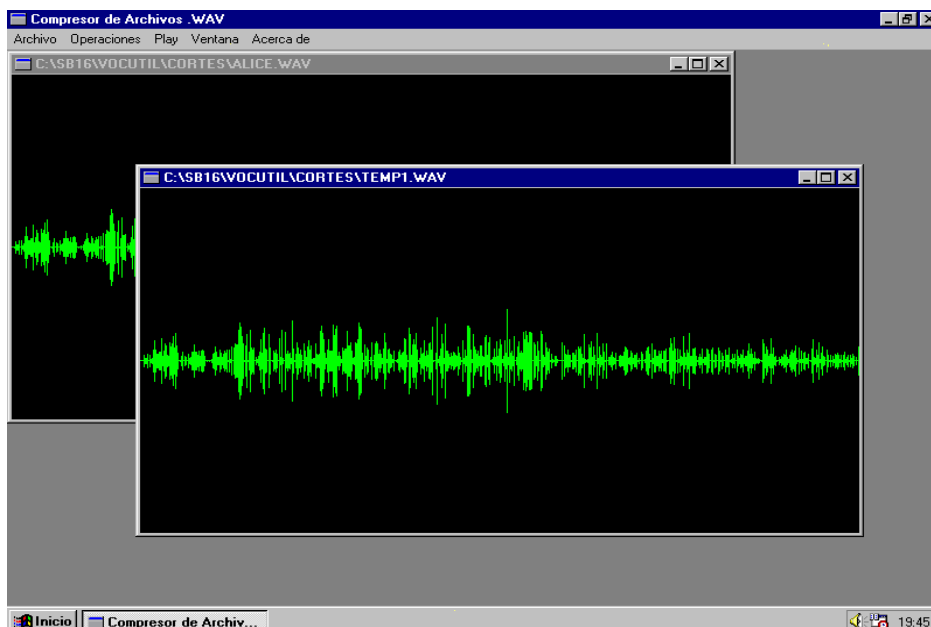 Compresor de Archivos .WAV
Archivo Operaciones Play Ventana Acerca de
C:\SB16\VOCUTIL\CORTES\ALICE.WAV
C:\SB16\VOCUTIL\CORTES\TEMP1.WAV
Inicio Compresor de Archiv... 19:45